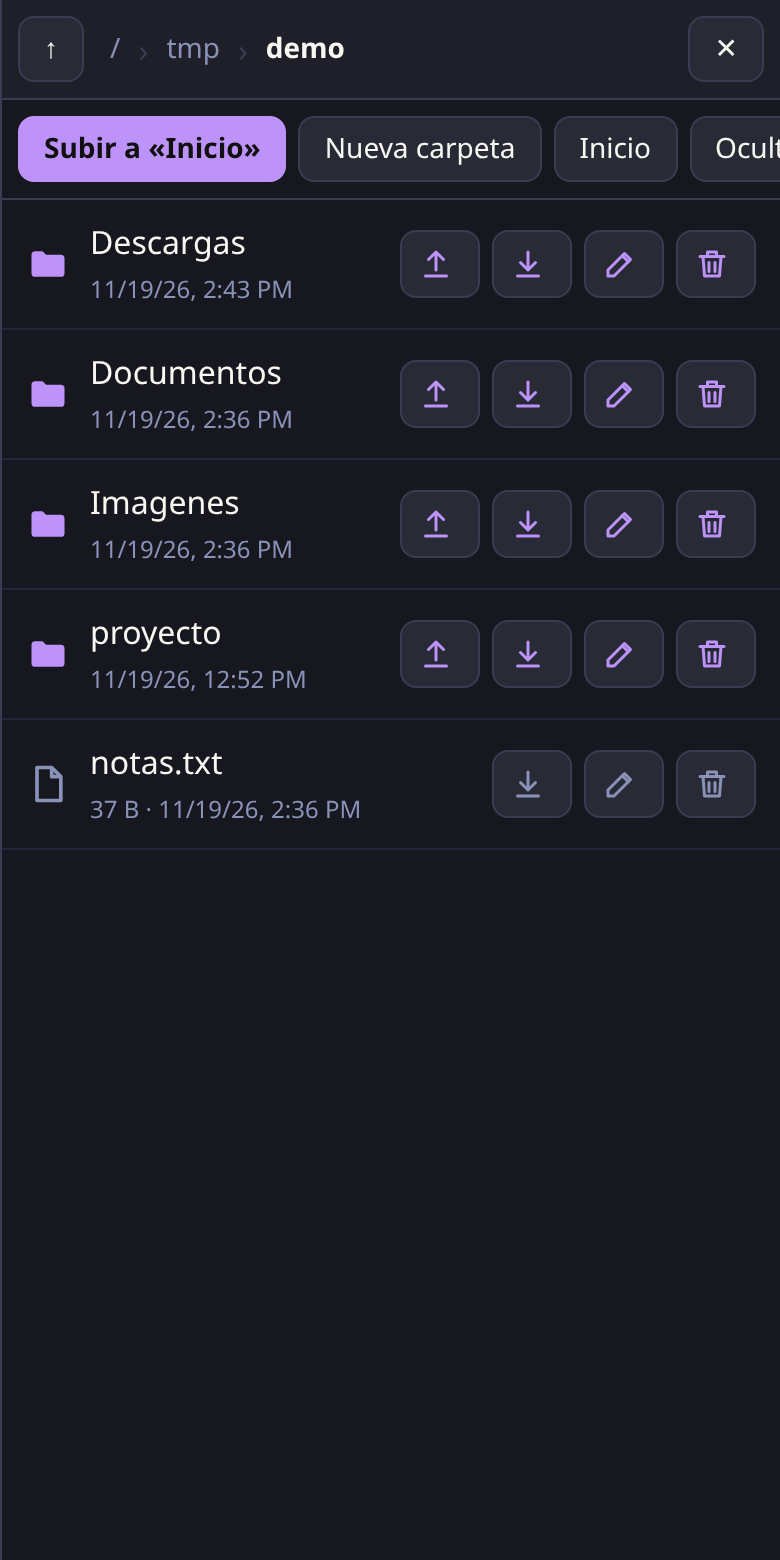 ↑ / › tmp › demo ✕
Subir a «Inicio» Nueva carpeta Inicio Ocult
Descargas
11/19/26, 2:43 PM
Documentos
11/19/26, 2:36 PM
Imagenes
11/19/26, 2:36 PM
proyecto
11/19/26, 12:52 PM
notas.txt
37 B · 11/19/26, 2:36 PM